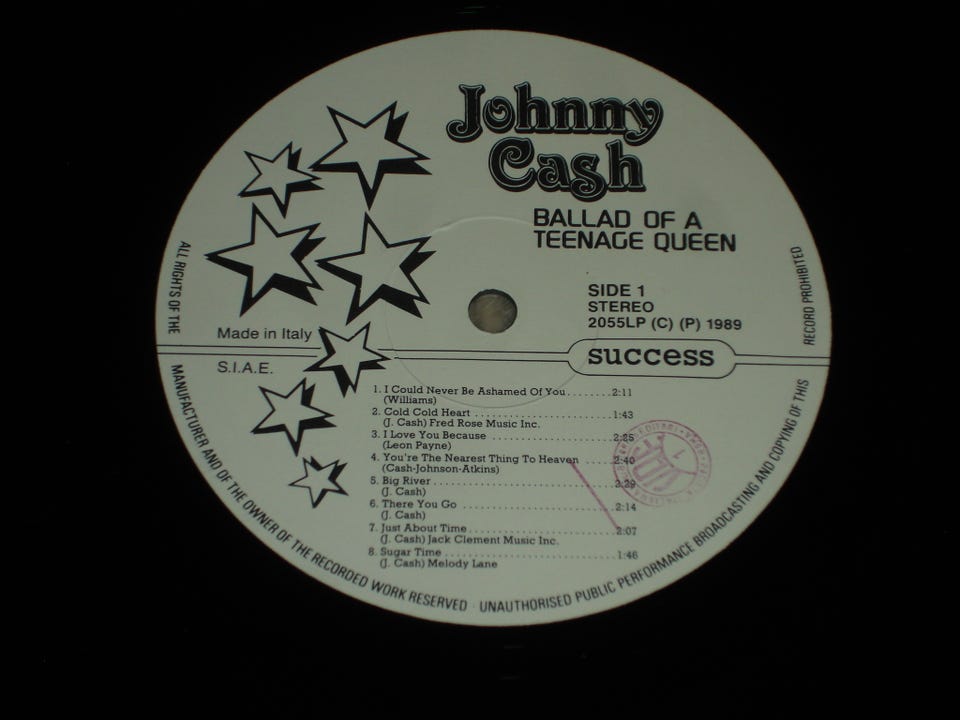 Johnny
Cash
BALLAD OF A
TEENAGE QUEEN
SIDE 1
STEREO
2055LP (C) (P) 1989
success
Made in Italy
S.I.A.E.
1. I Could Never Be Ashamed Of You.......2:11
(Williams)
2. Cold Cold Heart ........................1:43
(J. Cash) Fred Rose Music Inc.
3. I Love You Because ......................2:25
(Leon Payne)
4. You're The Nearest Thing To Heaven .....2:40
(Cash-Johnson-Atkins)
5. Big River ...............................2:29
(J. Cash)
6. There You Go ...........................2:14
(J. Cash)
7. Just About Time .........................2:07
(J. Cash) Jack Clement Music Inc.
8. Sugar Time .............................1:46
(J. Cash) Melody Lane
ALL RIGHTS OF THE
MANUFACTURER AND OF THE OWNER OF THE RECORDED WORK RESERVED · UNAUTHORISED PUBLIC PERFORMANCE BROADCASTING AND COPYING OF THIS
RECORD PROHIBITED